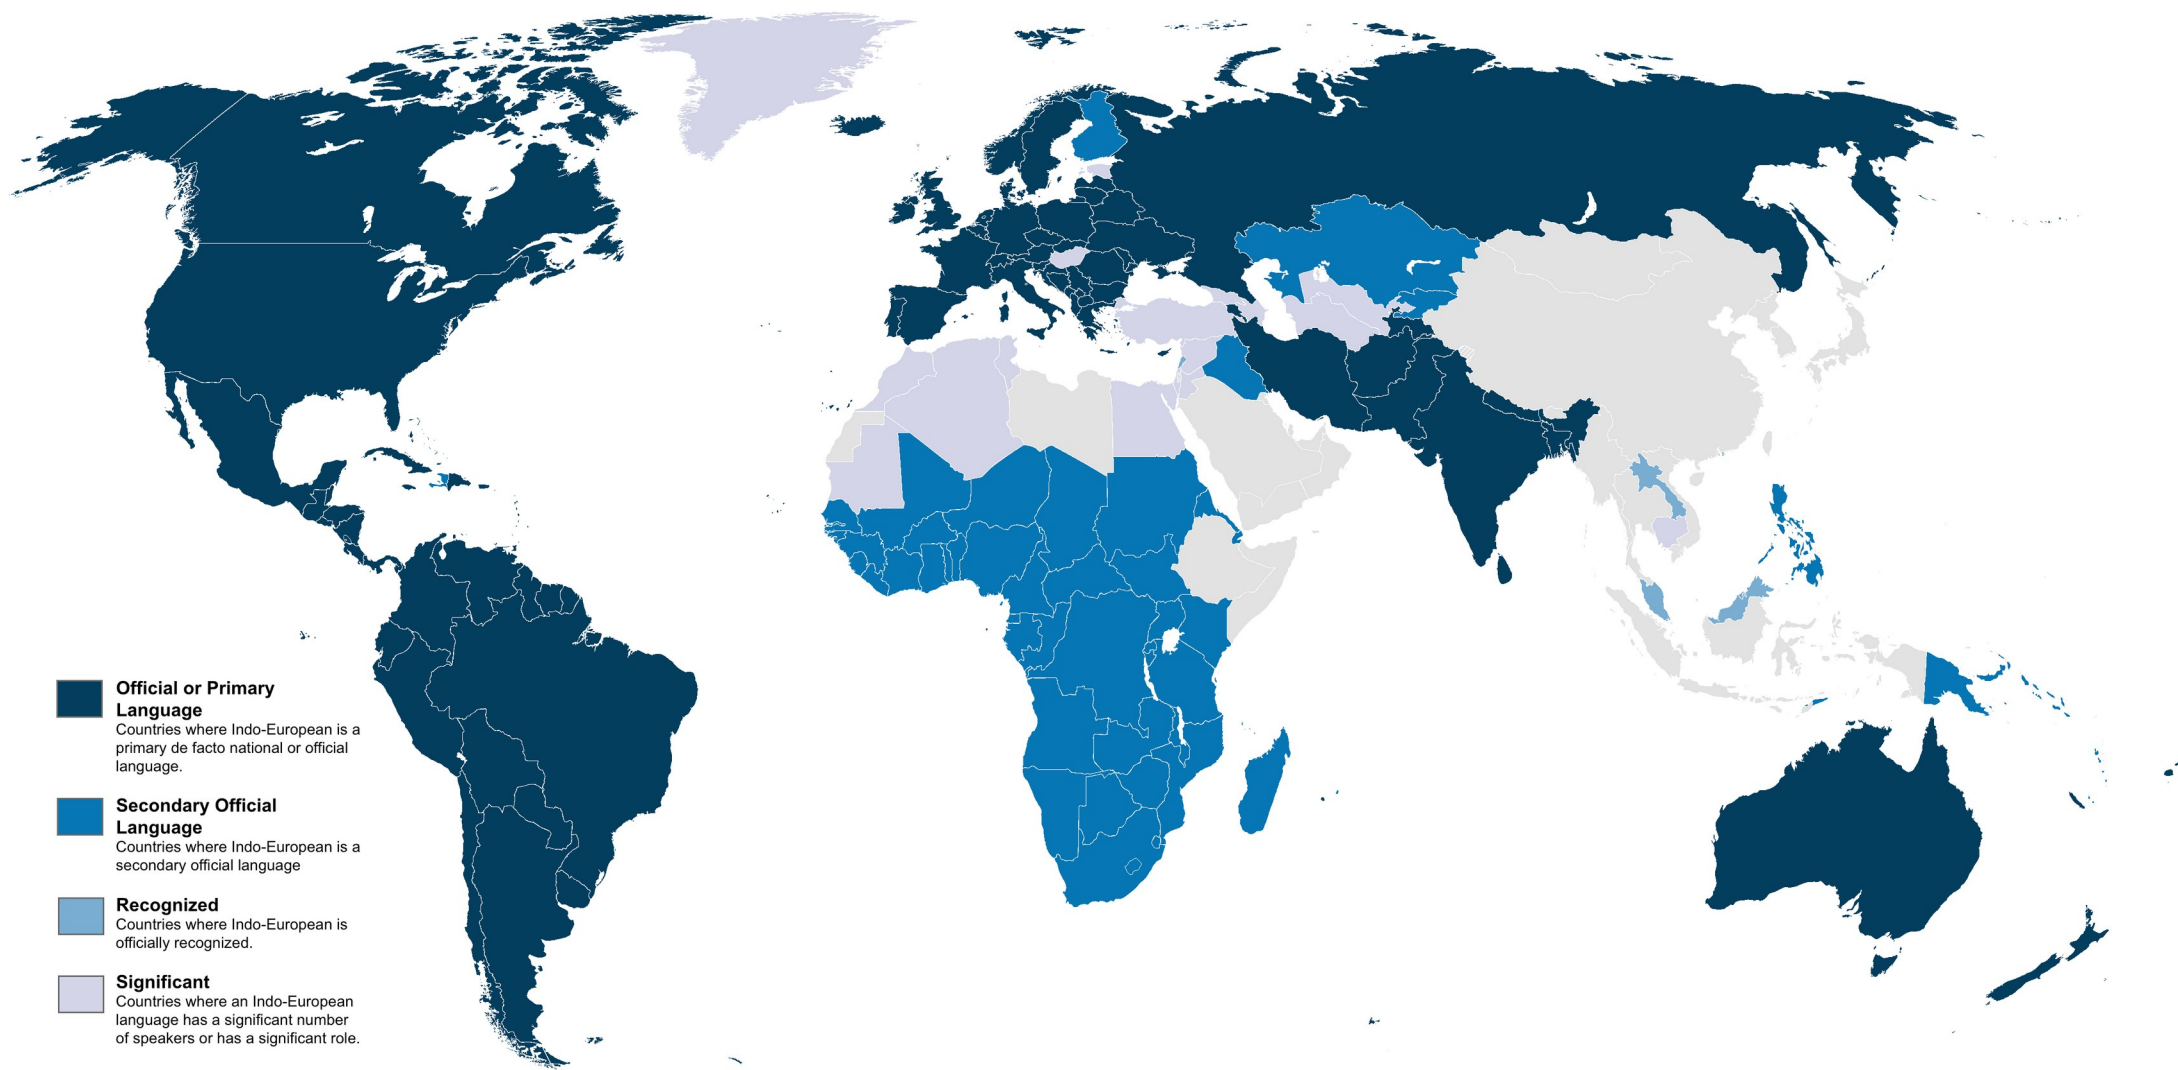 Official or Primary
Language
Countries where Indo-European is a
primary de facto national or official
language.
Secondary Official
Language
Countries where Indo-European is a
secondary official language
Recognized
Countries where Indo-European is
officially recognized.
Significant
Countries where an Indo-European
language has a significant number
of speakers or has a significant role.